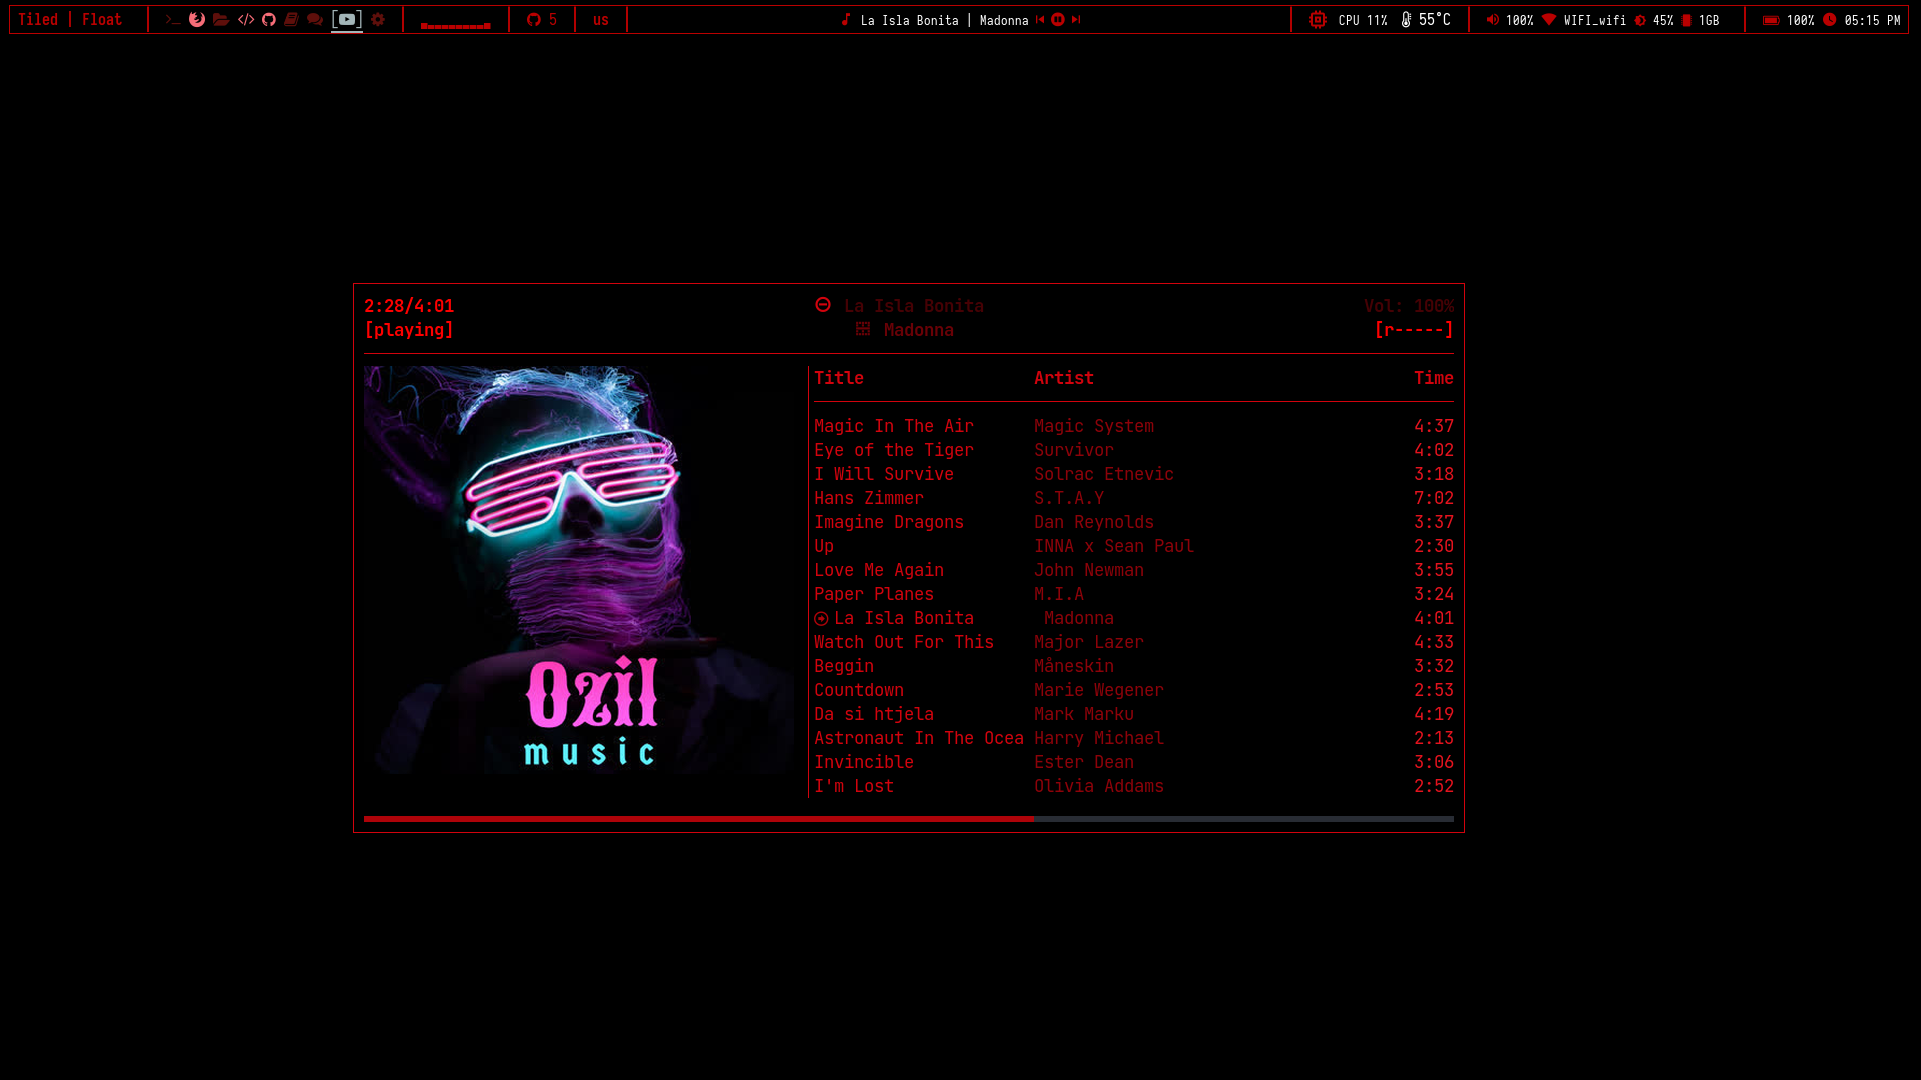 Tiled | Float
5
us
La Isla Bonita | Madonna
CPU 11% 55°C
100% WIFI_wifi 45% 1GB
100% 05:15 PM
2:28/4:01 La Isla Bonita Vol: 100%
[playing] Madonna [r-----]
Ozil
music
Title Artist Time
Magic In The Air Magic System 4:37
Eye of the Tiger Survivor 4:02
I Will Survive Solrac Etnevic 3:18
Hans Zimmer S.T.A.Y 7:02
Imagine Dragons Dan Reynolds 3:37
Up INNA x Sean Paul 2:30
Love Me Again John Newman 3:55
Paper Planes M.I.A 3:24
La Isla Bonita Madonna 4:01
Watch Out For This Major Lazer 4:33
Beggin Måneskin 3:32
Countdown Marie Wegener 2:53
Da si htjela Mark Marku 4:19
Astronaut In The Ocea Harry Michael 2:13
Invincible Ester Dean 3:06
I'm Lost Olivia Addams 2:52